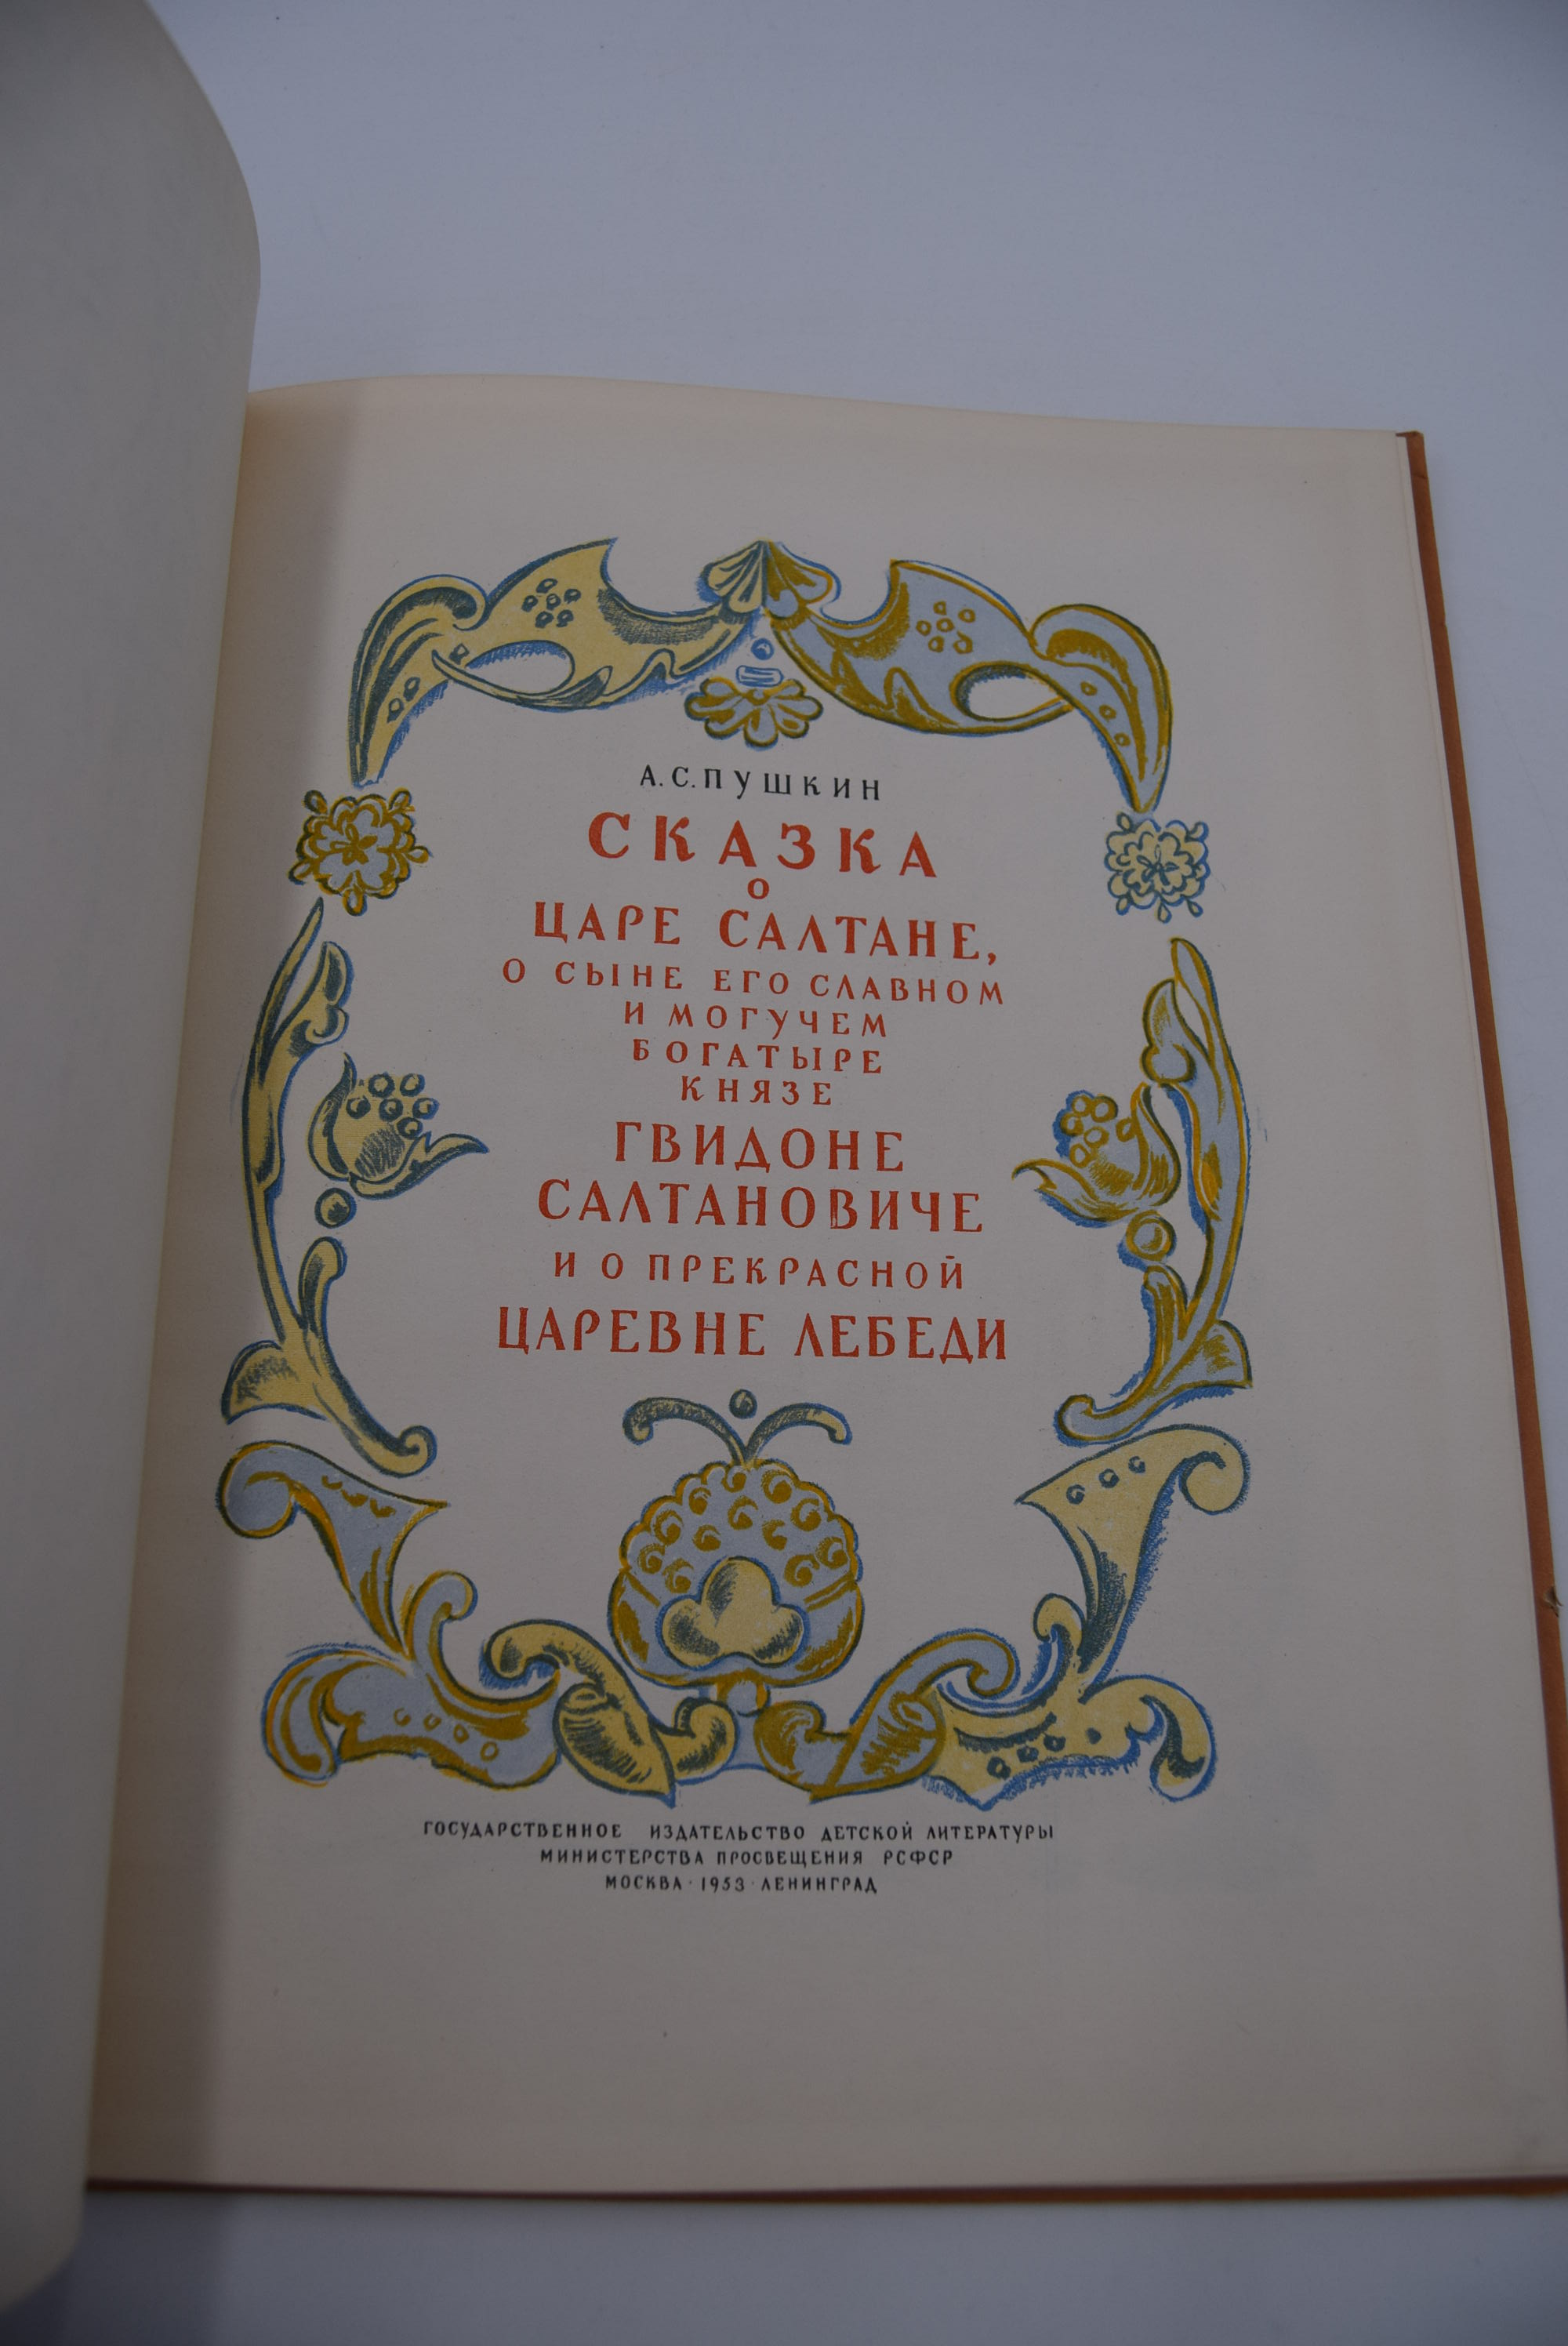 А. С. ПУШКИН
СКАЗКА
О
ЦАРЕ САЛТАНЕ,
О СЫНЕ ЕГО СЛАВНОМ
И МОГУЧЕМ
БОГАТЫРЕ
КНЯЗЕ
ГВИДОНЕ
САЛТАНОВИЧЕ
И О ПРЕКРАСНОЙ
ЦАРЕВНЕ ЛЕБЕДИ
ГОСУДАРСТВЕННОЕ ИЗДАТЕЛЬСТВО ДЕТСКОЙ ЛИТЕРАТУРЫ
МИНИСТЕРСТВА ПРОСВЕЩЕНИЯ РСФСР
МОСКВА · 1953 · ЛЕНИНГРАД